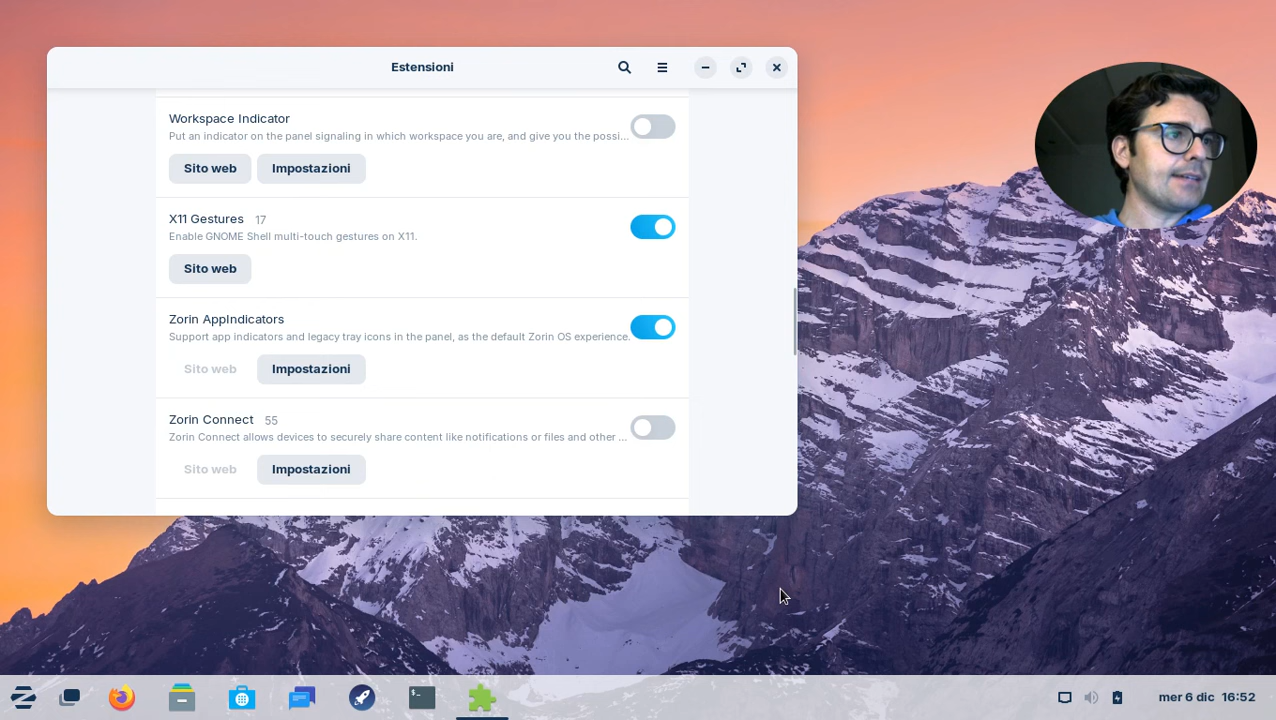 Estensioni
Workspace Indicator
Put an indicator on the panel signaling in which workspace you are, and give you the possi...
Sito web Impostazioni
X11 Gestures 17
Enable GNOME Shell multi-touch gestures on X11.
Sito web
Zorin AppIndicators
Support app indicators and legacy tray icons in the panel, as the default Zorin OS experience.
Sito web Impostazioni
Zorin Connect 55
Zorin Connect allows devices to securely share content like notifications or files and other ...
Sito web Impostazioni
$_
mer 6 dic 16:52